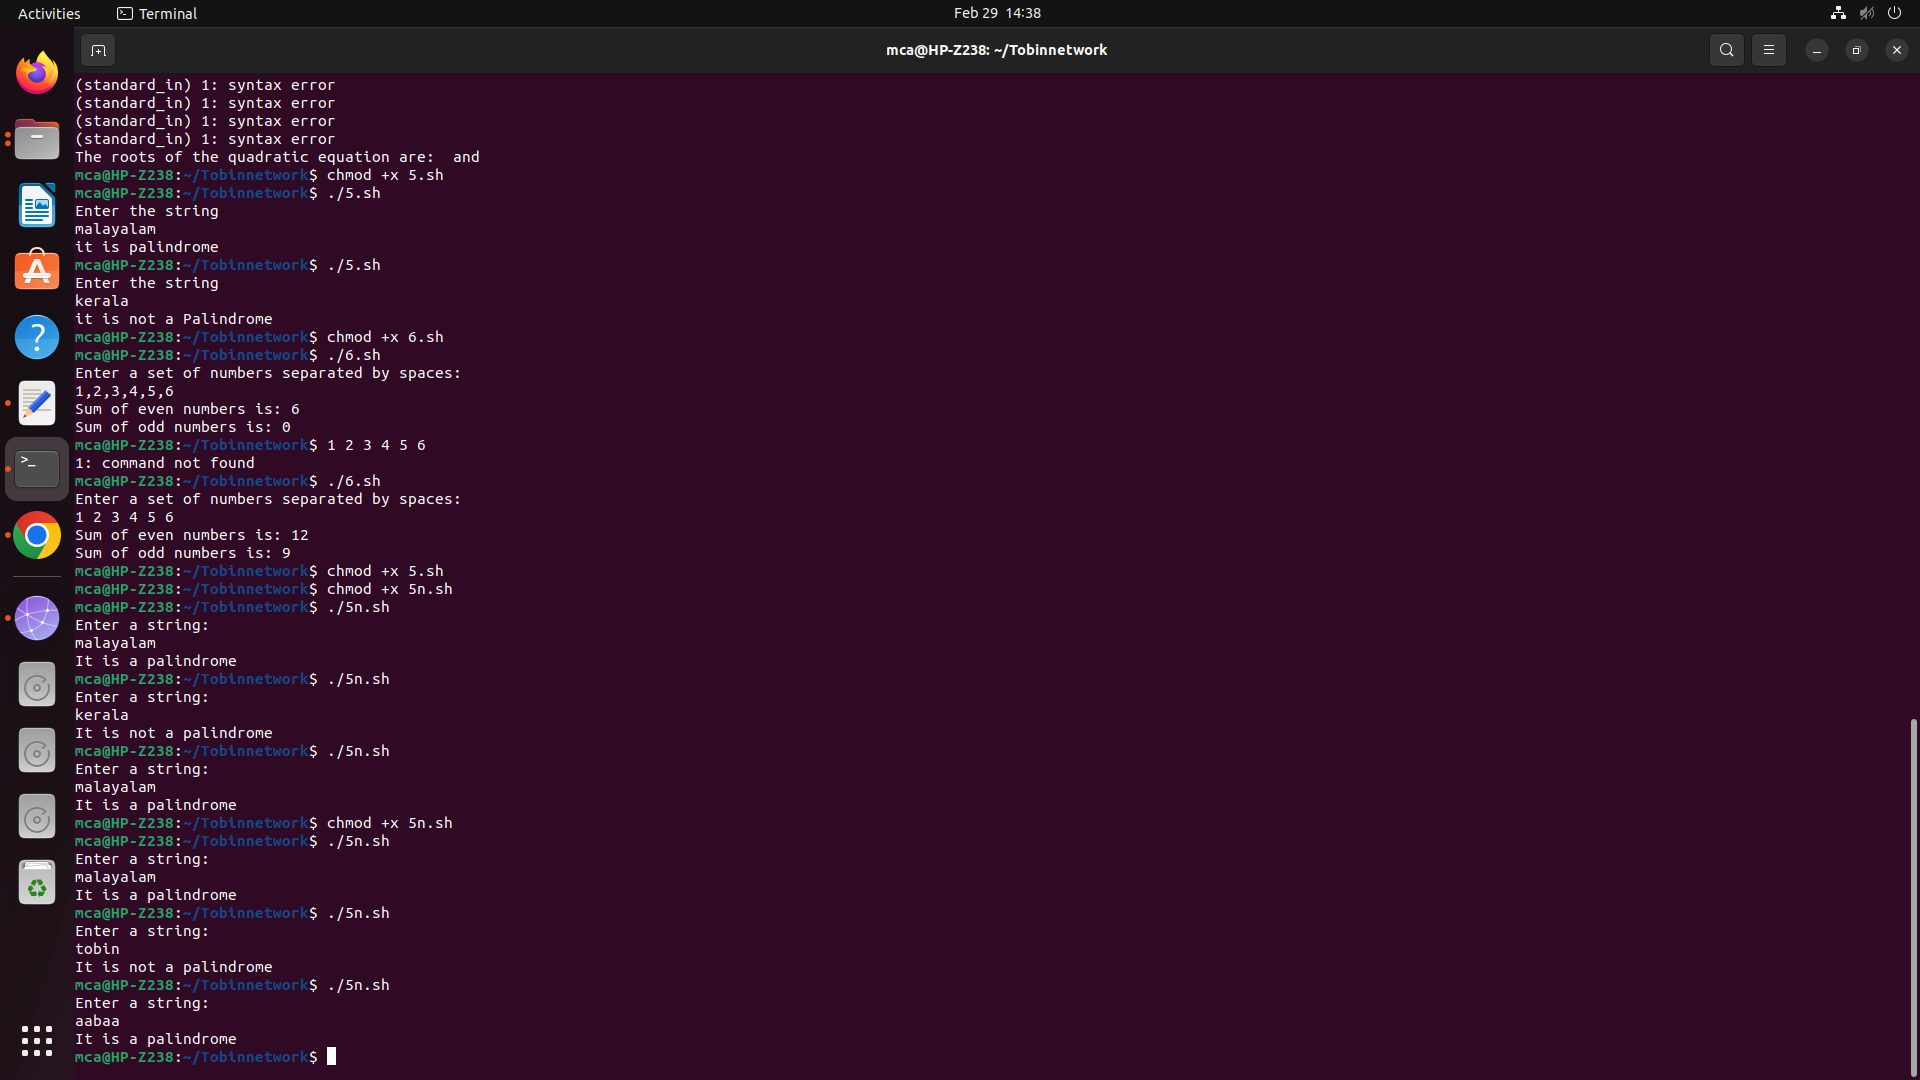 Activities
Terminal
Feb 29 14:38
mca@HP-Z238: ~/Tobinnetwork
(standard_in) 1: syntax error
(standard_in) 1: syntax error
(standard_in) 1: syntax error
(standard_in) 1: syntax error
The roots of the quadratic equation are:  and
mca@HP-Z238:~/Tobinnetwork$ chmod +x 5.sh
mca@HP-Z238:~/Tobinnetwork$ ./5.sh
Enter the string
malayalam
it is palindrome
mca@HP-Z238:~/Tobinnetwork$ ./5.sh
Enter the string
kerala
it is not a Palindrome
mca@HP-Z238:~/Tobinnetwork$ chmod +x 6.sh
mca@HP-Z238:~/Tobinnetwork$ ./6.sh
Enter a set of numbers separated by spaces:
1,2,3,4,5,6
Sum of even numbers is: 6
Sum of odd numbers is: 0
mca@HP-Z238:~/Tobinnetwork$ 1 2 3 4 5 6
1: command not found
mca@HP-Z238:~/Tobinnetwork$ ./6.sh
Enter a set of numbers separated by spaces:
1 2 3 4 5 6
Sum of even numbers is: 12
Sum of odd numbers is: 9
mca@HP-Z238:~/Tobinnetwork$ chmod +x 5.sh
mca@HP-Z238:~/Tobinnetwork$ chmod +x 5n.sh
mca@HP-Z238:~/Tobinnetwork$ ./5n.sh
Enter a string:
malayalam
It is a palindrome
mca@HP-Z238:~/Tobinnetwork$ ./5n.sh
Enter a string:
kerala
It is not a palindrome
mca@HP-Z238:~/Tobinnetwork$ ./5n.sh
Enter a string:
malayalam
It is a palindrome
mca@HP-Z238:~/Tobinnetwork$ chmod +x 5n.sh
mca@HP-Z238:~/Tobinnetwork$ ./5n.sh
Enter a string:
malayalam
It is a palindrome
mca@HP-Z238:~/Tobinnetwork$ ./5n.sh
Enter a string:
tobin
It is not a palindrome
mca@HP-Z238:~/Tobinnetwork$ ./5n.sh
Enter a string:
aabaa
It is a palindrome
mca@HP-Z238:~/Tobinnetwork$